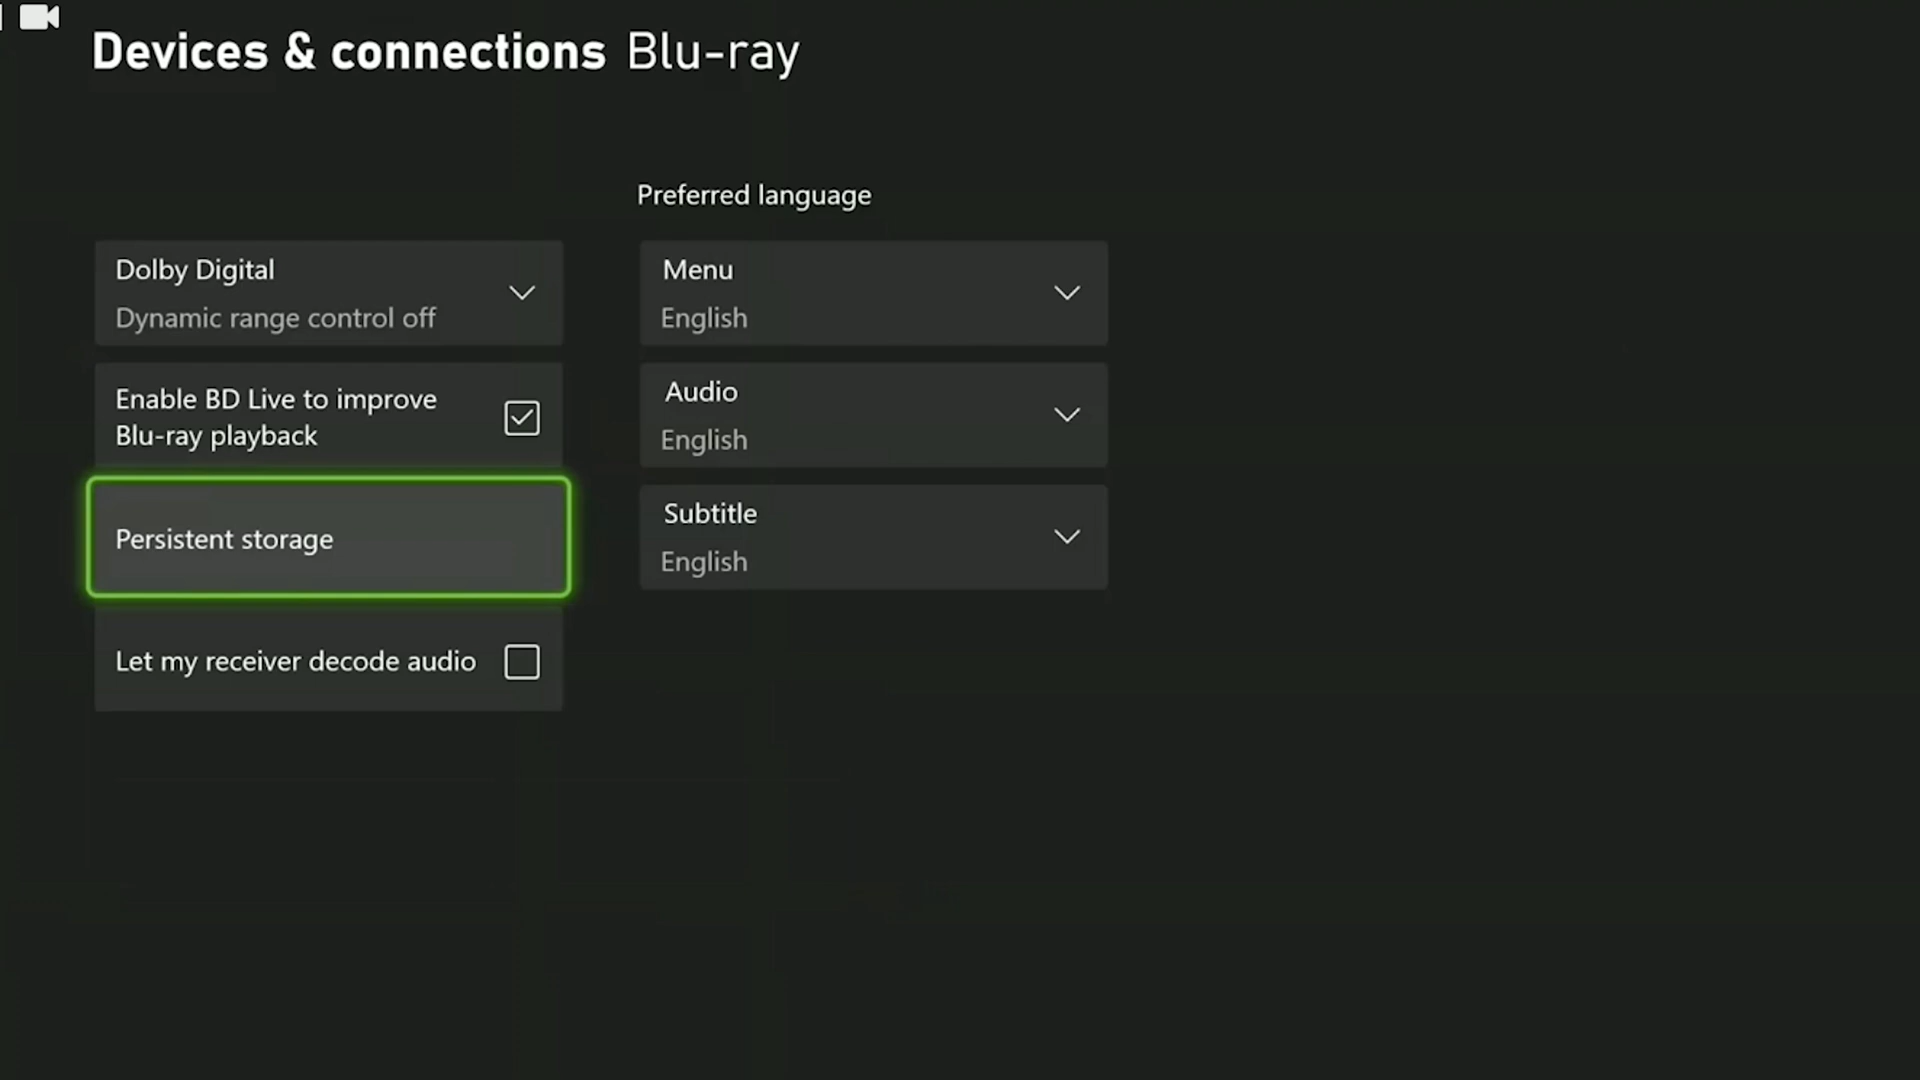 Devices & connections Blu-ray
Dolby Digital
Dynamic range control off
Enable BD Live to improve
Blu-ray playback
Persistent storage
Let my receiver decode audio
Preferred language
Menu
English
Audio
English
Subtitle
English